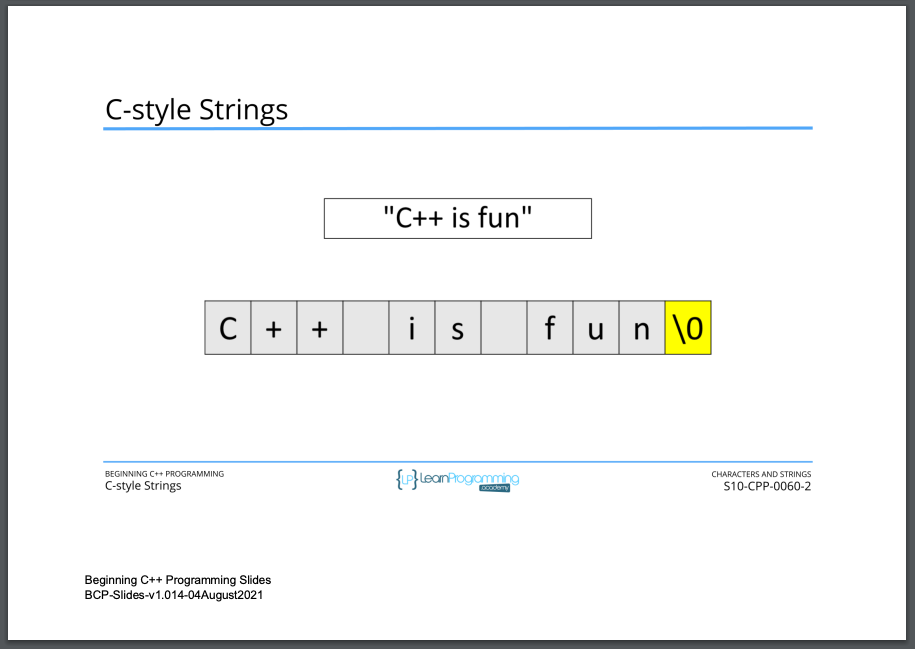 C-style Strings
"C++ is fun"
C + + i s f u n \0
BEGINNING C++ PROGRAMMING
C-style Strings
{LP} LearnProgramming
academy
CHARACTERS AND STRINGS
S10-CPP-0060-2
Beginning C++ Programming Slides
BCP-Slides-v1.014-04August2021